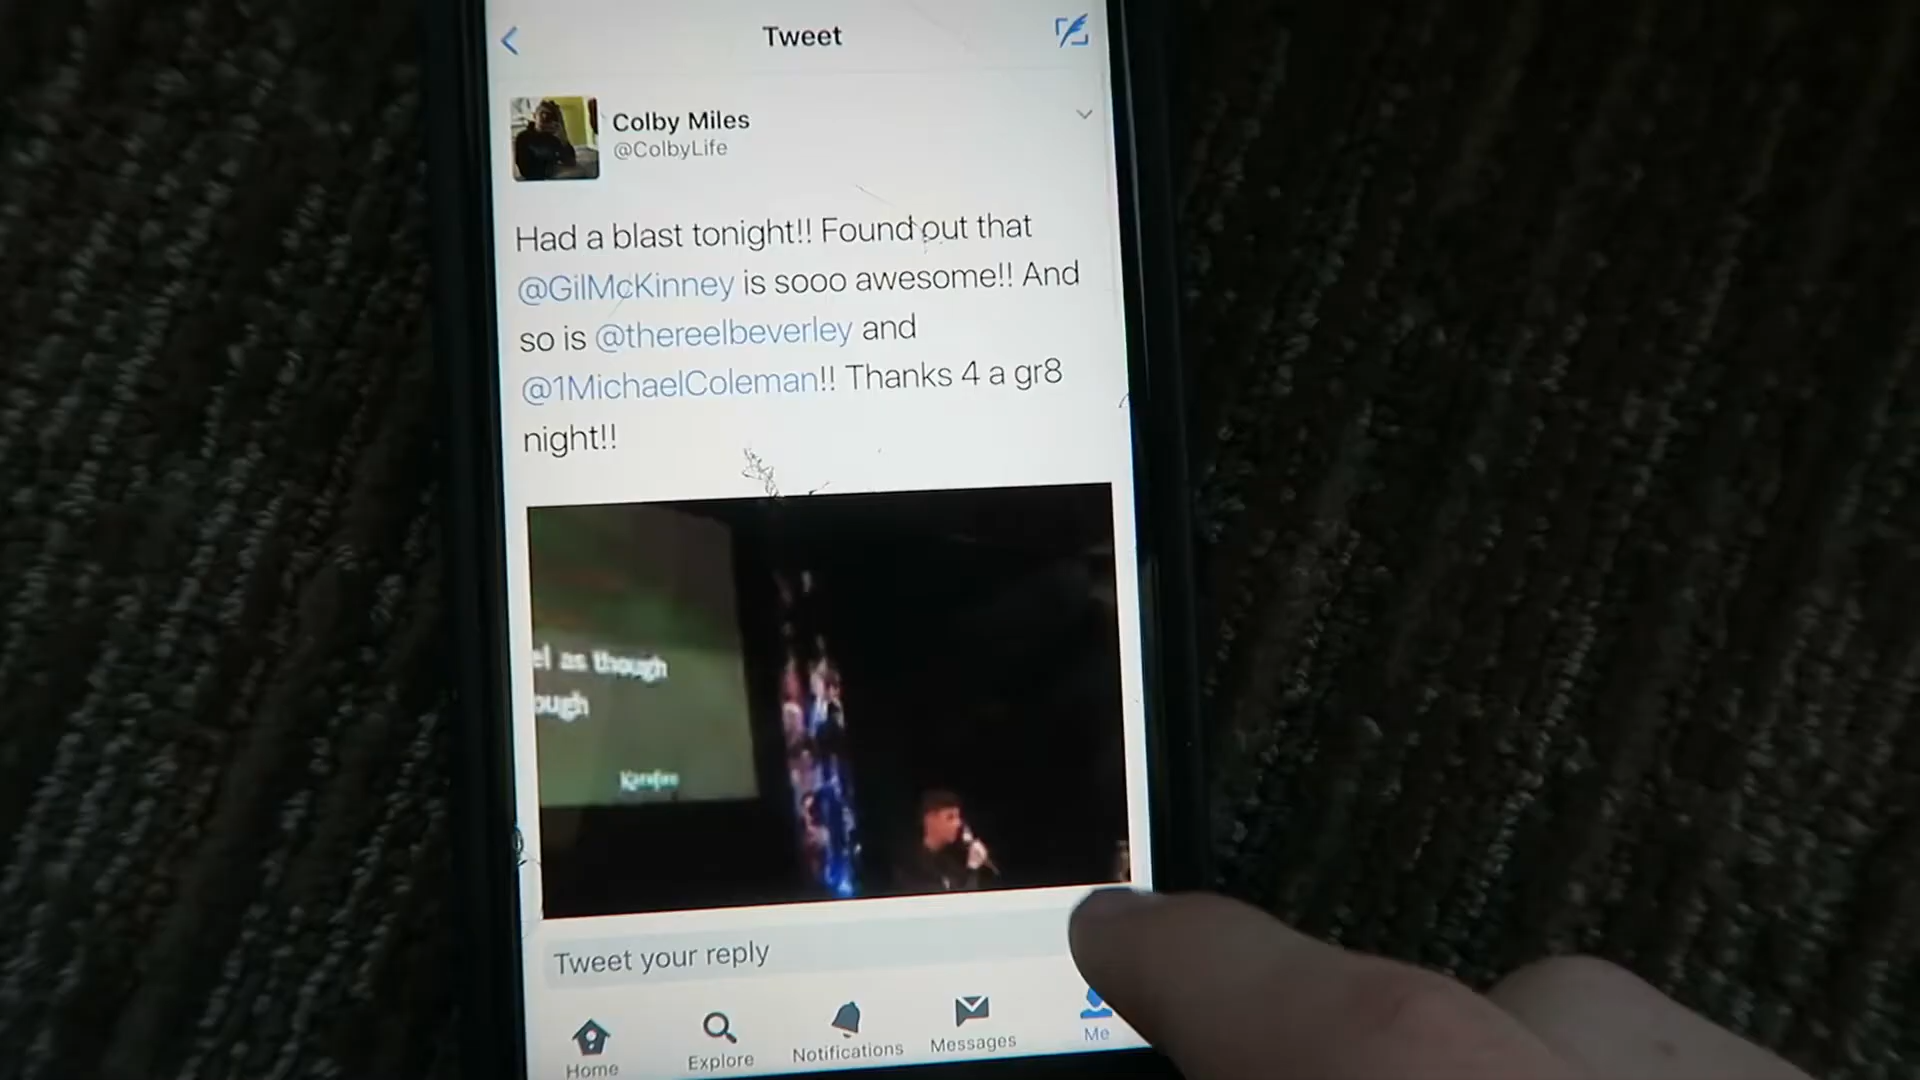 Tweet
Colby Miles
@ColbyLife
Had a blast tonight!! Found out that
@GilMcKinney is sooo awesome!! And
so is @thereelbeverley and
@1MichaelColeman!! Thanks 4 a gr8
night!!
el as though
ough
Tweet your reply
Home
Explore
Notifications
Messages
Me